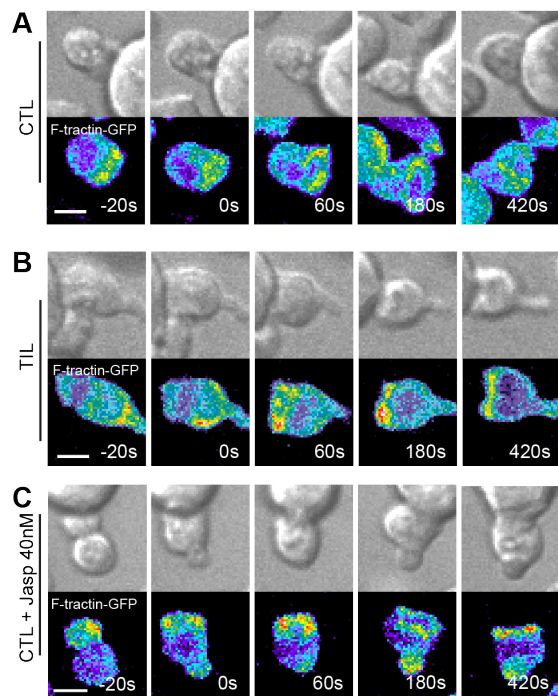 A
CTL
F-tractin-GFP
-20s
0s
60s
180s
420s
B
TIL
F-tractin-GFP
-20s
0s
60s
180s
420s
C
CTL + Jasp 40nM
F-tractin-GFP
-20s
0s
60s
180s
420s